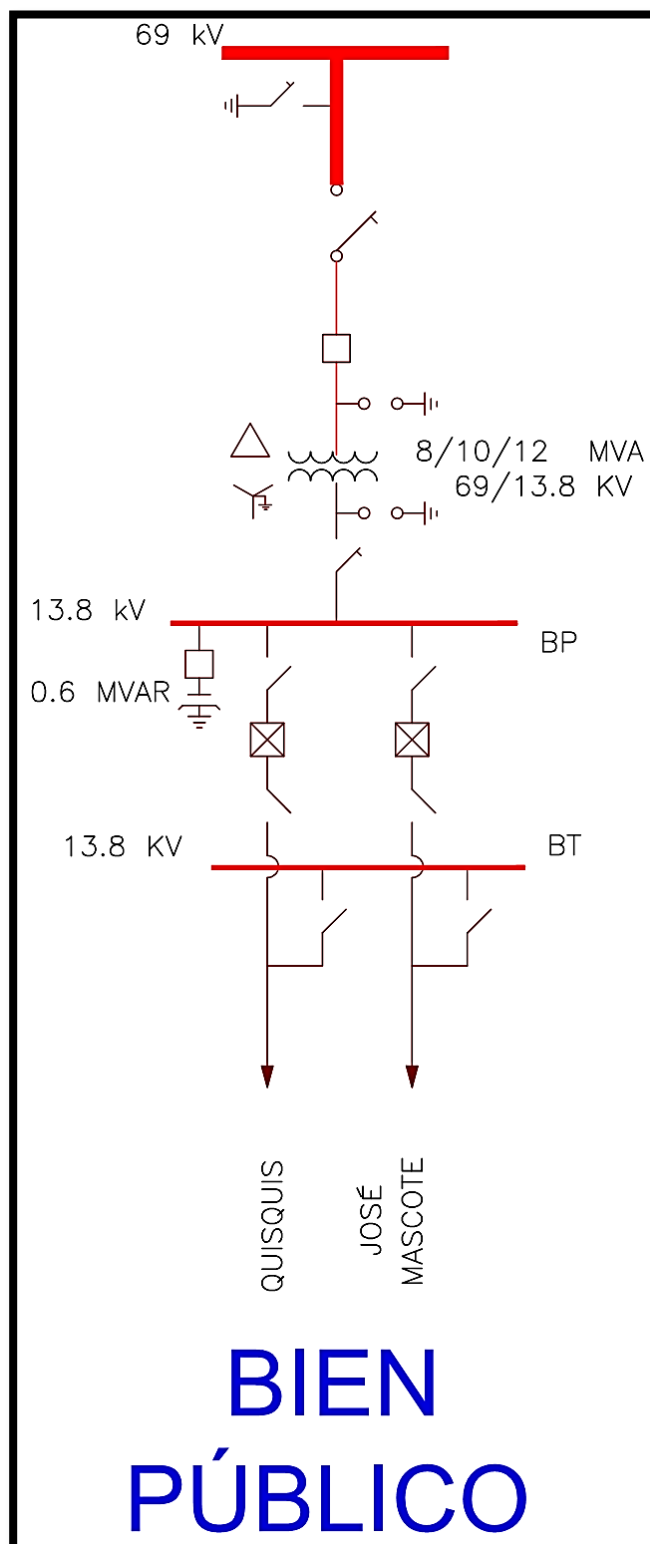 69 kV
8/10/12 MVA
69/13.8 KV
13.8 kV
BP
0.6 MVAR
13.8 KV
BT
QUISQUIS
JOSÉ
MASCOTE
BIEN
PÚBLICO